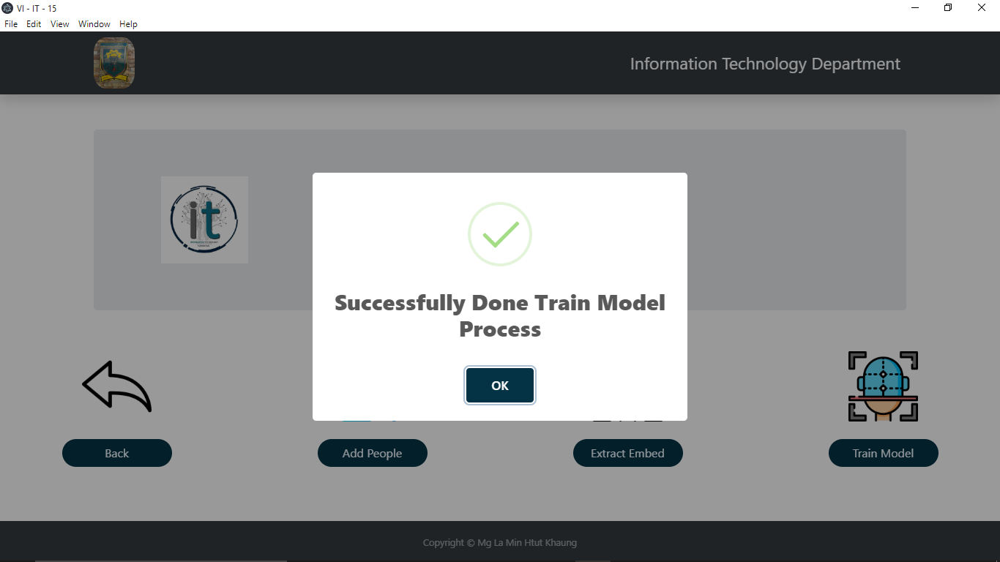 VI - IT - 15
File Edit View Window Help
Information Technology Department
it
Successfully Done Train Model
Process
OK
Back
Add People
Extract Embed
Train Model
Copyright © Mg La Min Htut Khaung